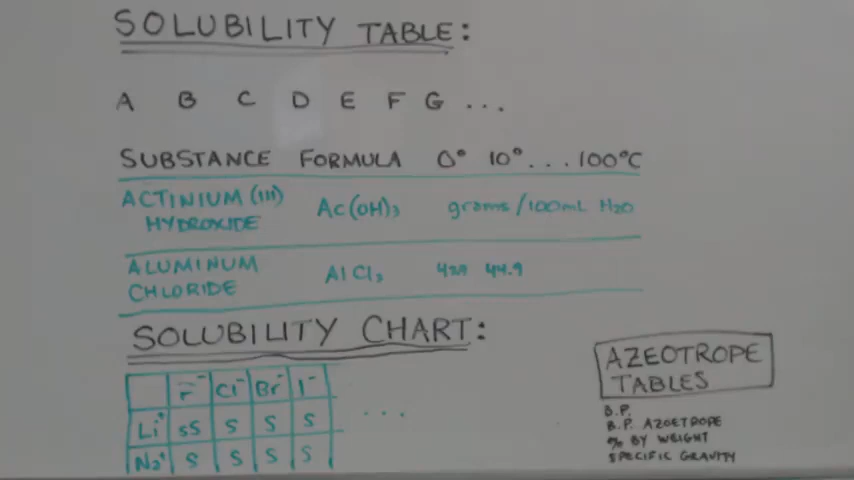 SOLUBILITY TABLE:
A B C D E F G ...
SUBSTANCE FORMULA 0° 10° ... 100°C
ACTINIUM (III) HYDROXIDE Ac(OH)₃ grams/100mL H₂O
ALUMINUM CHLORIDE AlCl₃ 44.9
SOLUBILITY CHART:
F⁻ Cl⁻ Br⁻ I⁻
Li⁺ sS S S S ...
Na⁺ S S S S
AZEOTROPE
TABLES
B.P.
B.P. AZOETROPE
% BY WEIGHT
SPECIFIC GRAVITY